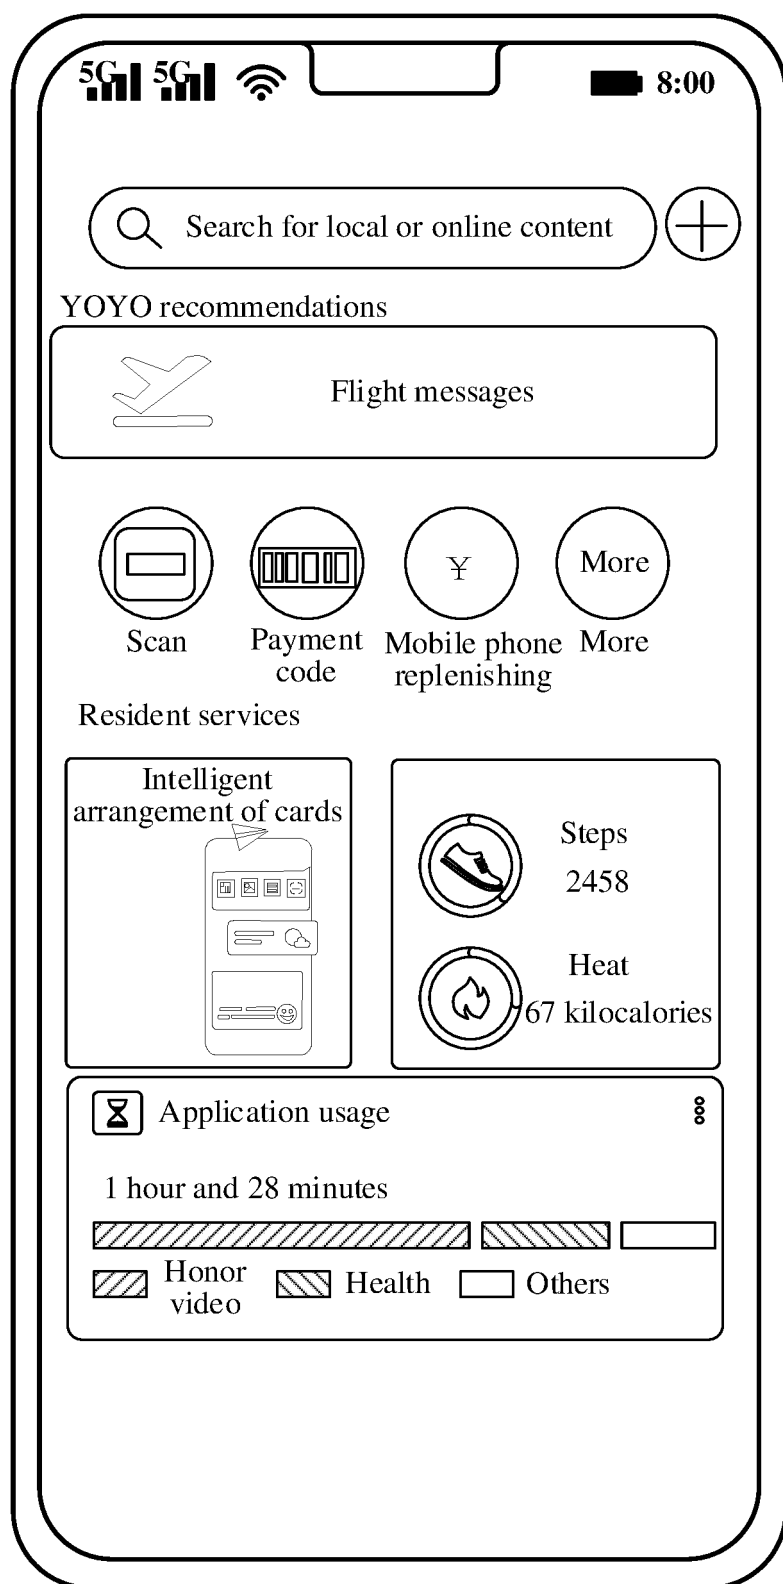 5G 5G 8:00
Search for local or online content
YOYO recommendations
Flight messages
¥ More
Scan Payment code Mobile phone replenishing More
Resident services
Intelligent
arrangement of cards
Steps
2458
Heat
67 kilocalories
Application usage
1 hour and 28 minutes
Honor video Health Others